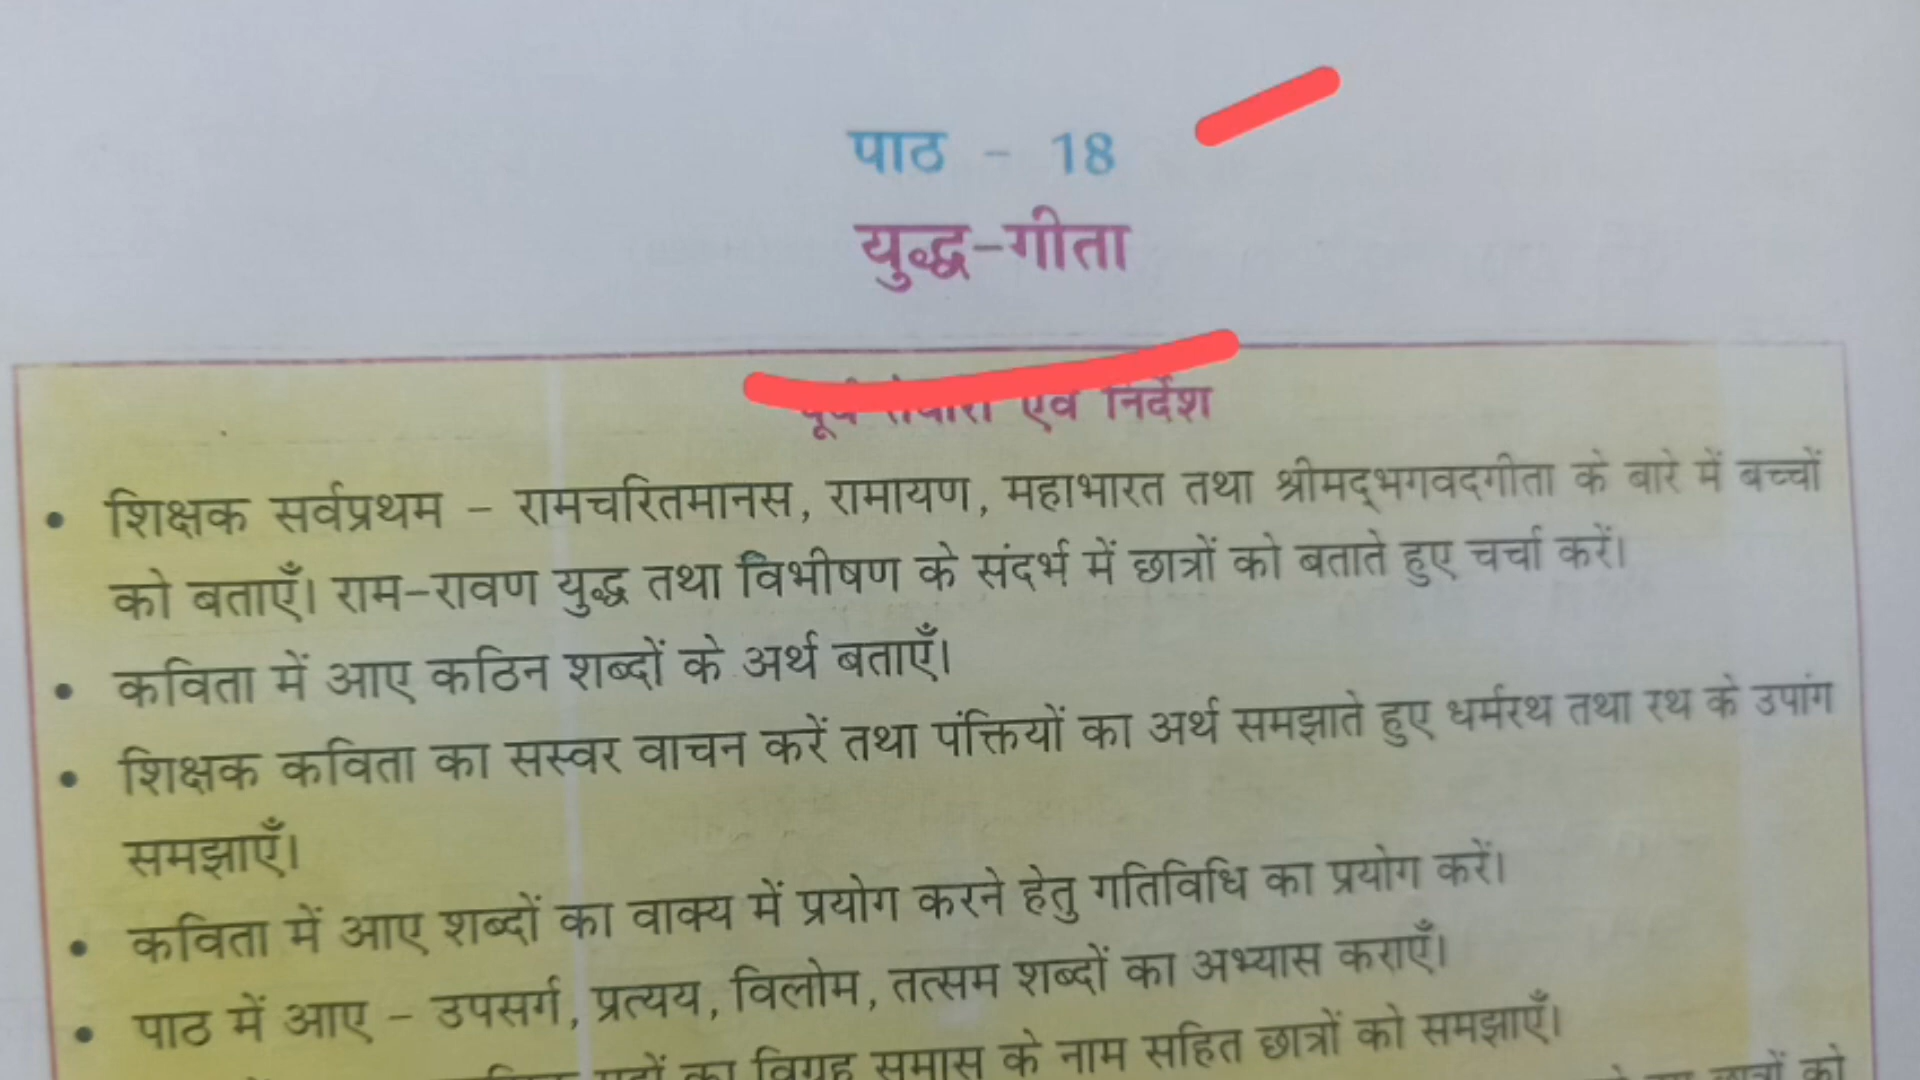 पाठ - 18
युद्ध-गीता
एवं निर्देश
• शिक्षक सर्वप्रथम - रामचरितमानस, रामायण, महाभारत तथा श्रीमद्भगवदगीता के बारे में बच्चों
को बताएँ। राम-रावण युद्ध तथा विभीषण के संदर्भ में छात्रों को बताते हुए चर्चा करें।
• कविता में आए कठिन शब्दों के अर्थ बताएँ।
• शिक्षक कविता का सस्वर वाचन करें तथा पंक्तियों का अर्थ समझाते हुए धर्मरथ तथा रथ के उपांग
समझाएँ।
• कविता में आए शब्दों का वाक्य में प्रयोग करने हेतु गतिविधि का प्रयोग करें।
• पाठ में आए - उपसर्ग, प्रत्यय, विलोम, तत्सम शब्दों का अभ्यास कराएँ।
का विग्रह समास के नाम सहित छात्रों को समझाएँ।